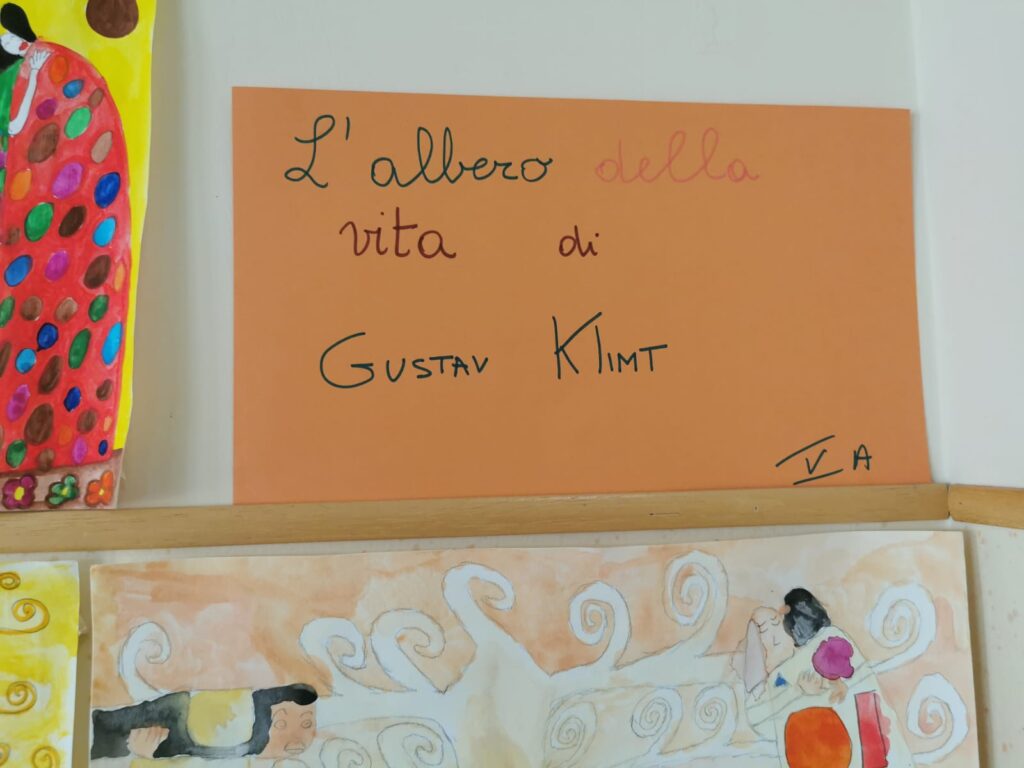 L'albero della
vita di
GUSTAV KLIMT
V A